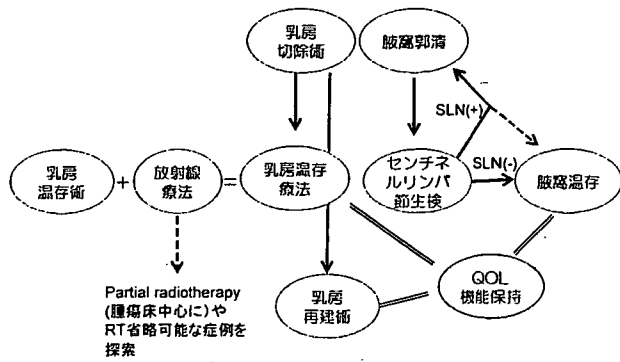 乳房
切除術
腋窩郭清
SLN(+)
乳房
温存術
+
放射線
療法
=
乳房温存
療法
センチネ
ルリンパ
節生検
SLN(-)
腋窩温存
Partial radiotherapy
(腫瘍床中心に)や
RT省略可能な症例を
探索
乳房
再建術
QOL
機能保持